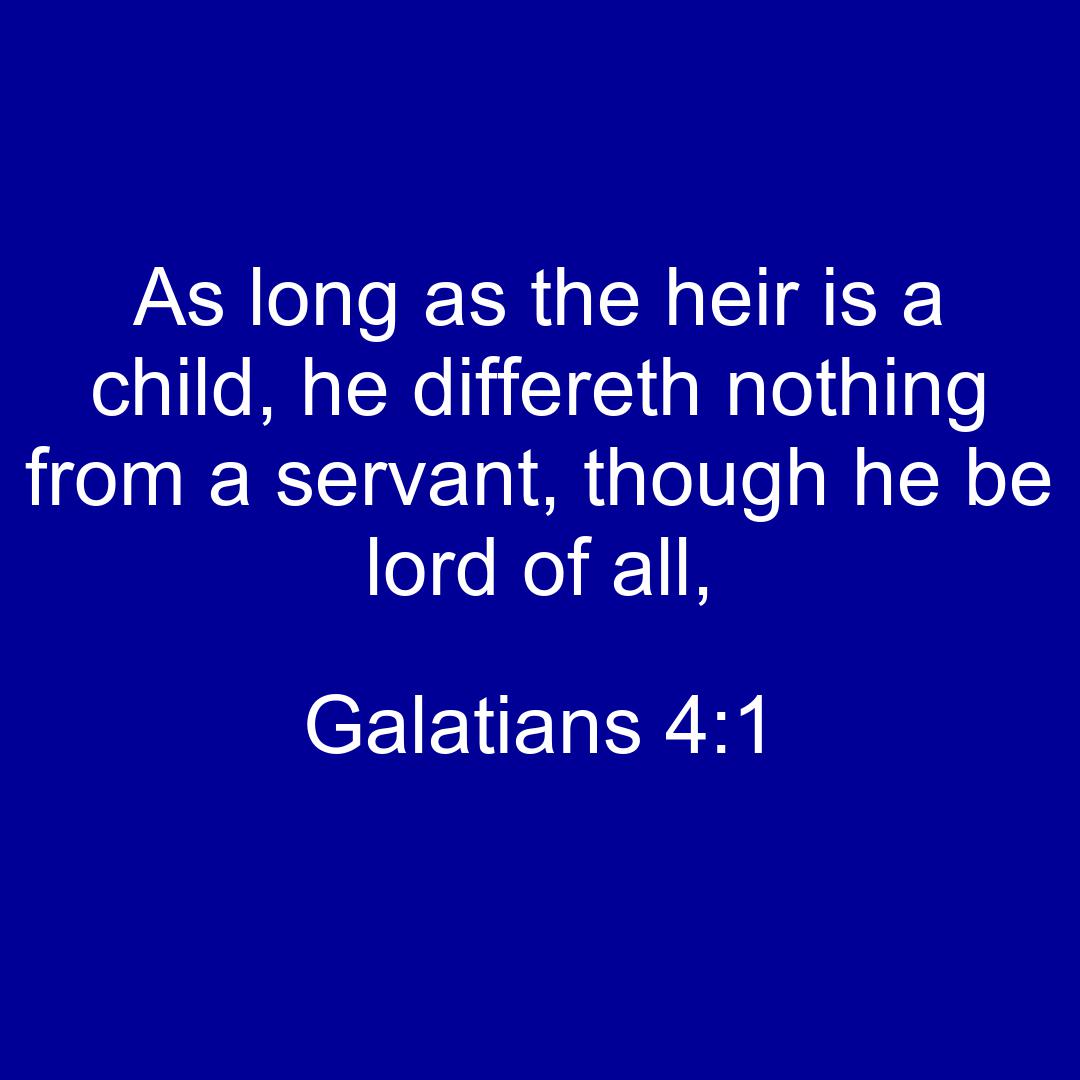 As long as the heir is a
child, he differeth nothing
from a servant, though he be
lord of all,
Galatians 4:1